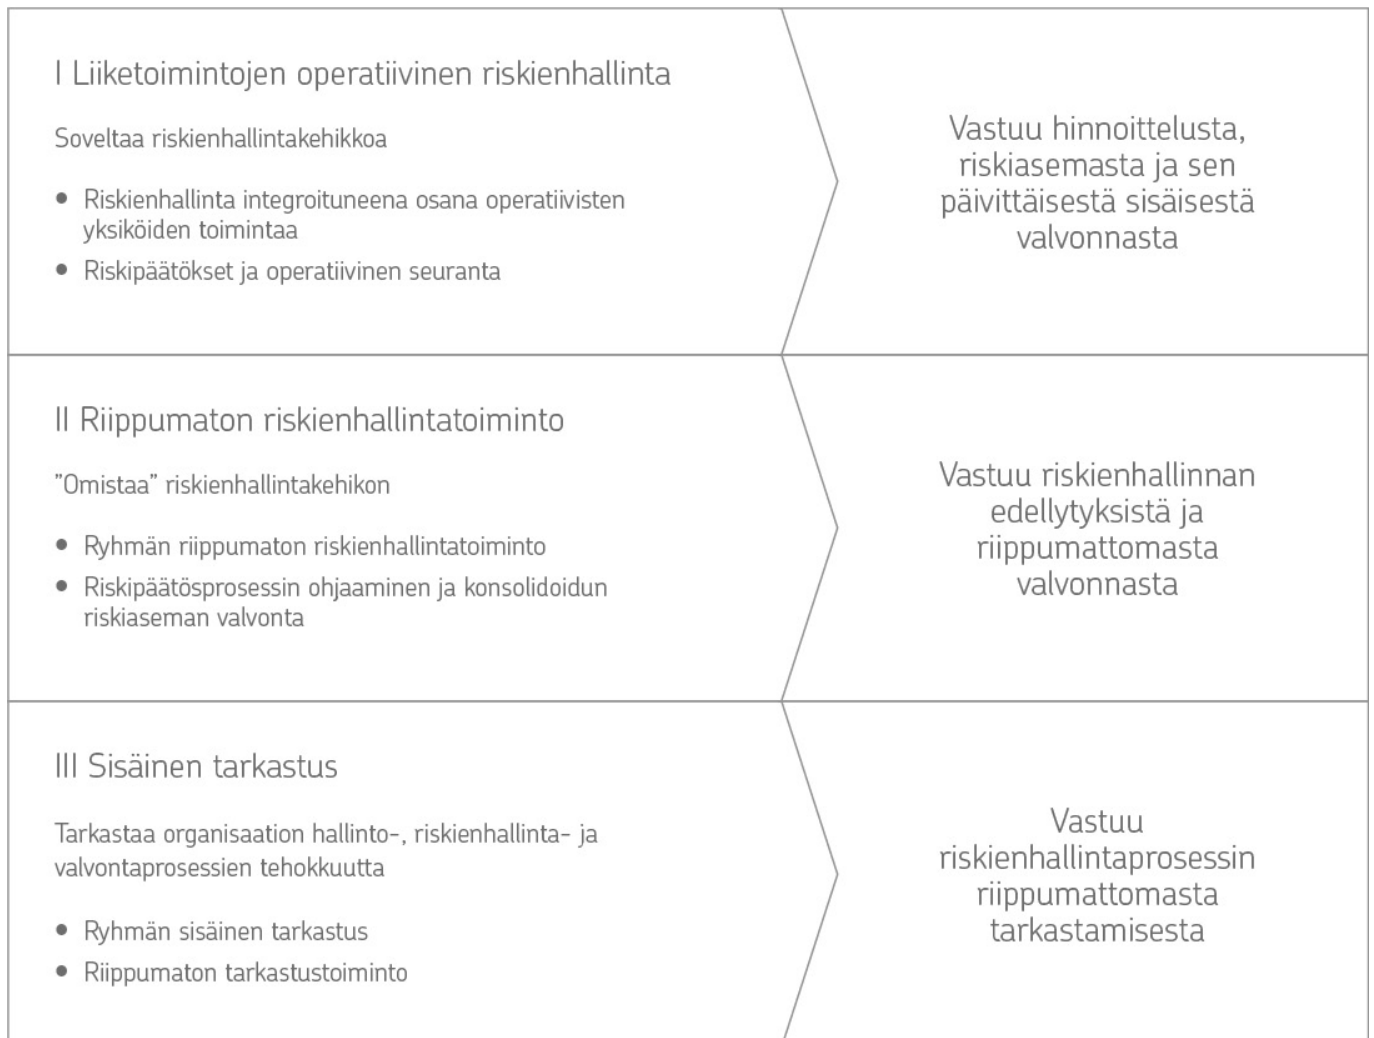 I Liiketoimintojen operatiivinen riskienhallinta
Soveltaa riskienhallintakehikkoa
• Riskienhallinta integroituneena osana operatiivisten
yksiköiden toimintaa
• Riskipäätökset ja operatiivinen seuranta
Vastuu hinnoittelusta,
riskiasemasta ja sen
päivittäisestä sisäisestä
valvonnasta
II Riippumaton riskienhallintatoiminto
”Omistaa” riskienhallintakehikon
• Ryhmän riippumaton riskienhallintatoiminto
• Riskipäätösprosessin ohjaaminen ja konsolidoidun
riskiaseman valvonta
Vastuu riskienhallinnan
edellytyksistä ja
riippumattomasta
valvonnasta
III Sisäinen tarkastus
Tarkastaa organisaation hallinto-, riskienhallinta- ja
valvontaprosessien tehokkuutta
• Ryhmän sisäinen tarkastus
• Riippumaton tarkastustoiminto
Vastuu
riskienhallintaprosessin
riippumattomasta
tarkastamisesta